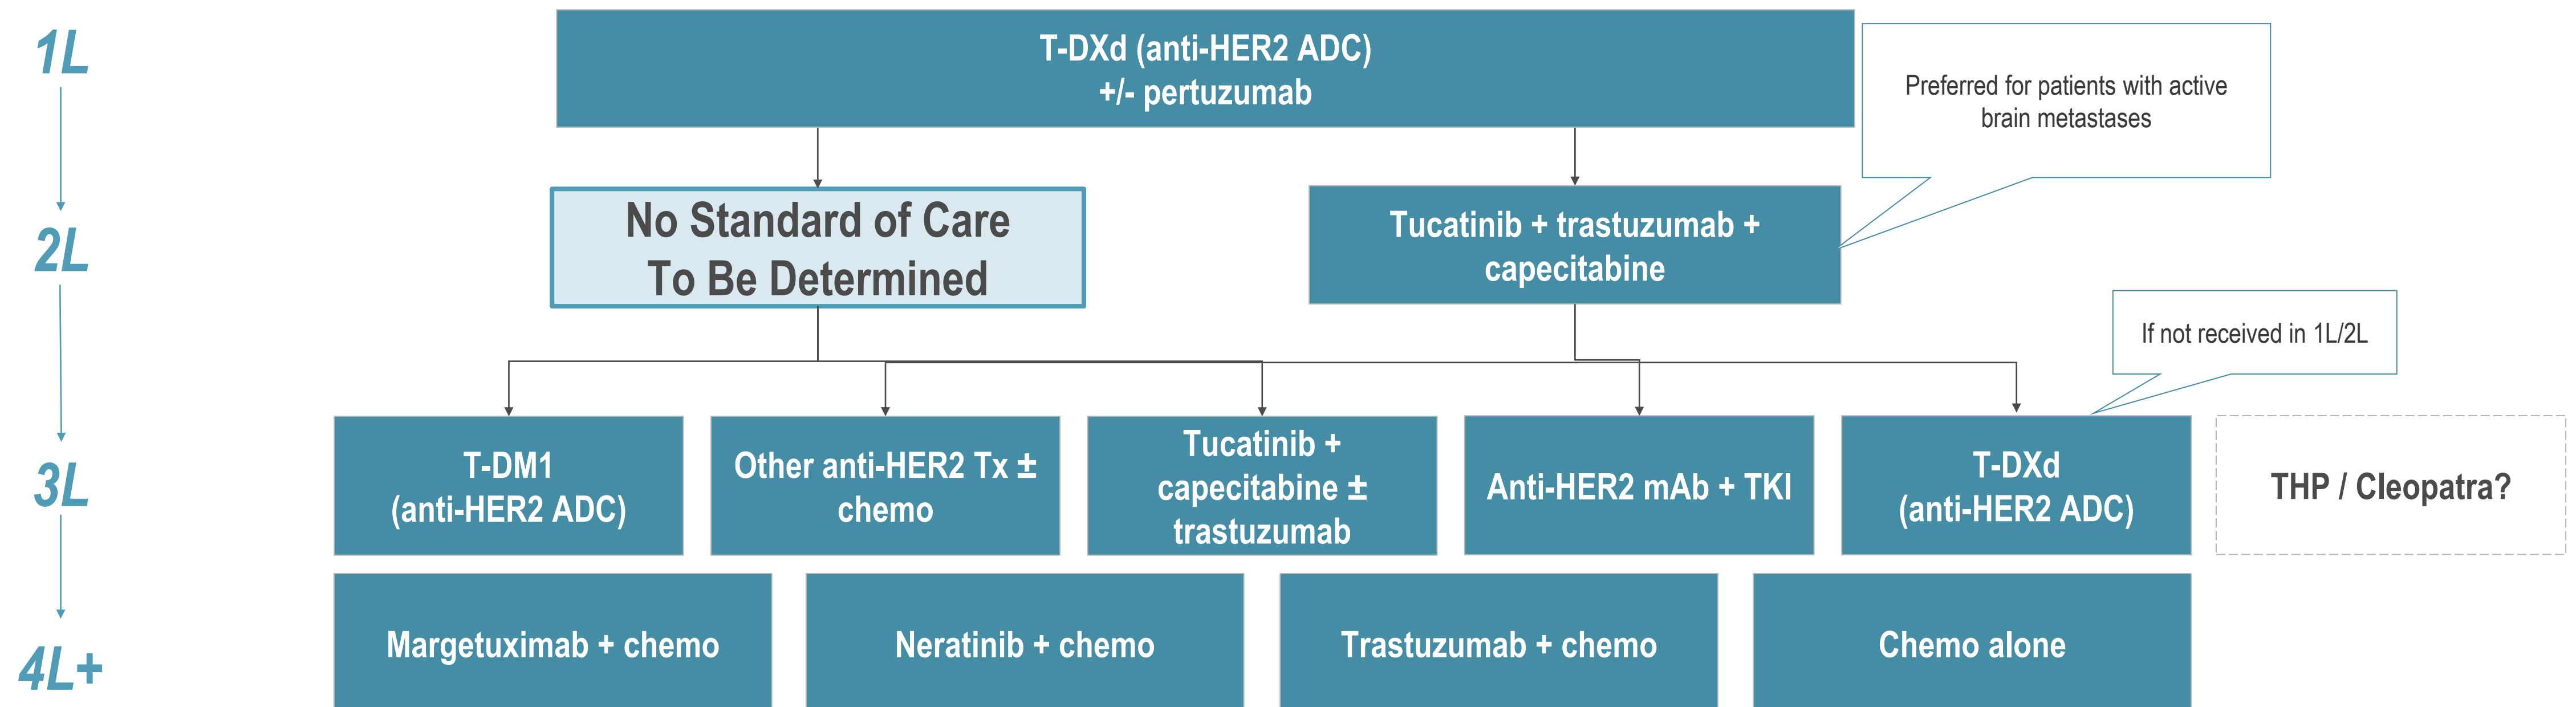 1L
T-DXd (anti-HER2 ADC)
+/- pertuzumab
Preferred for patients with active
brain metastases
2L
No Standard of Care
To Be Determined
Tucatinib + trastuzumab +
capecitabine
If not received in 1L/2L
3L
T-DM1
(anti-HER2 ADC)
Other anti-HER2 Tx ±
chemo
Tucatinib +
capecitabine ±
trastuzumab
Anti-HER2 mAb + TKI
T-DXd
(anti-HER2 ADC)
THP / Cleopatra?
4L+
Margetuximab + chemo
Neratinib + chemo
Trastuzumab + chemo
Chemo alone